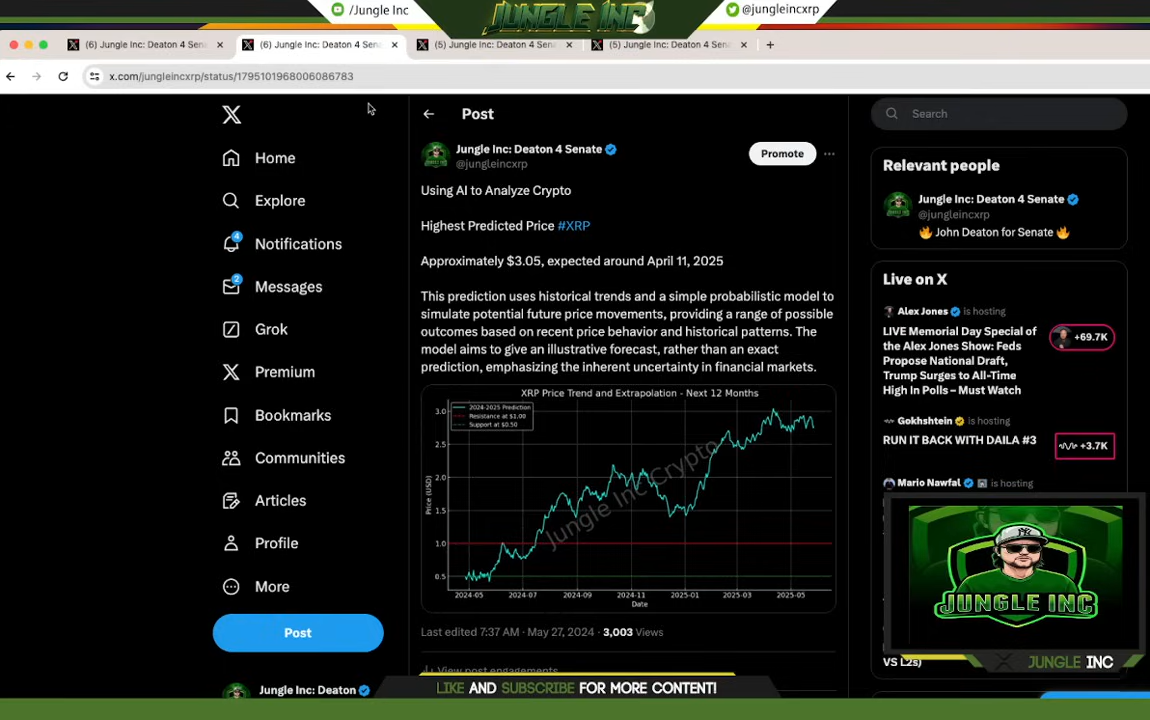 /Jungle Inc
JUNGLE INC
@jungleincxrp
(6) Jungle Inc: Deaton 4 Sen
(6) Jungle Inc: Deaton 4 Sen
(5) Jungle Inc: Deaton 4 Sen
(5) Jungle Inc: Deaton 4 Sen
x.com/jungleincxrp/status/1795101968006086783
Home
Explore
4
Notifications
2
Messages
Grok
Premium
Bookmarks
Communities
Articles
Profile
More
Post
Jungle Inc: Deaton
Post
Jungle Inc: Deaton 4 Senate
@jungleincxrp
Promote
Using AI to Analyze Crypto
Highest Predicted Price #XRP
Approximately $3.05, expected around April 11, 2025
This prediction uses historical trends and a simple probabilistic model to
simulate potential future price movements, providing a range of possible
outcomes based on recent price behavior and historical patterns. The
model aims to give an illustrative forecast, rather than an exact
prediction, emphasizing the inherent uncertainty in financial markets.
XRP Price Trend and Extrapolation - Next 12 Months
2024-2025 Prediction
Resistance at $1.00
Support at $0.50
3.0
2.5
2.0
1.5
1.0
0.5
Price (USD)
Jungle Inc Crypto
2024-05 2024-07 2024-09 2024-11 2025-01 2025-03 2025-05
Date
Last edited 7:37 AM · May 27, 2024 · 3,003 Views
View post engagements
LIKE AND SUBSCRIBE FOR MORE CONTENT!
Search
Relevant people
Jungle Inc: Deaton 4 Senate
@jungleincxrp
John Deaton for Senate
Live on X
Alex Jones is hosting
LIVE Memorial Day Special of
the Alex Jones Show: Feds
Propose National Draft,
Trump Surges to All-Time
High In Polls – Must Watch
+69.7K
Gokhshtein is hosting
RUN IT BACK WITH DAILA #3
+3.7K
Mario Nawfal is hosting
JUNGLE INC
VS L2s)
JUNGLE INC